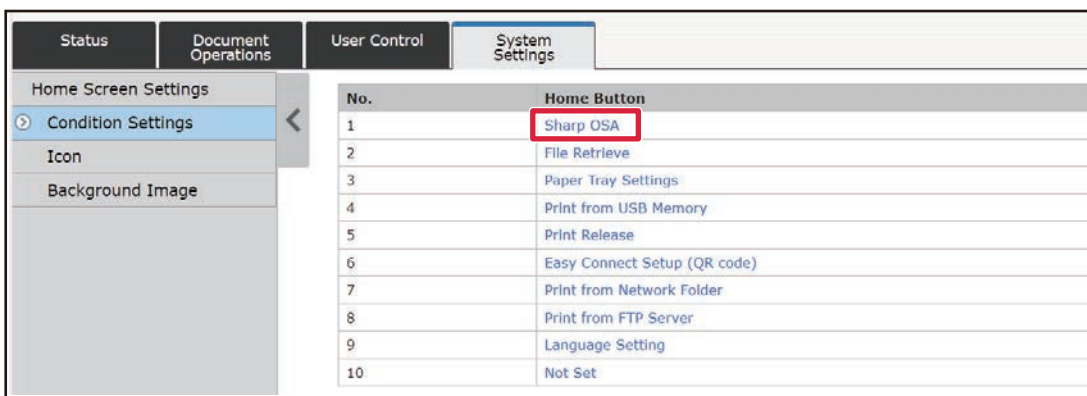 Status
Document
Operations
User Control
System
Settings
Home Screen Settings
Condition Settings
Icon
Background Image
No. Home Button
1 Sharp OSA
2 File Retrieve
3 Paper Tray Settings
4 Print from USB Memory
5 Print Release
6 Easy Connect Setup (QR code)
7 Print from Network Folder
8 Print from FTP Server
9 Language Setting
10 Not Set